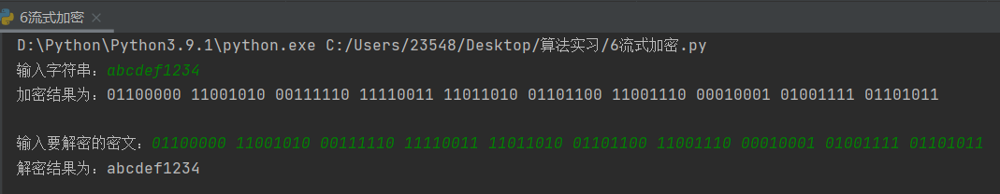 6流式加密
D:\Python\Python3.9.1\python.exe C:/Users/23548/Desktop/算法实习/6流式加密.py
输入字符串：abcdef1234
加密结果为：01100000 11001010 00111110 11110011 11011010 01101100 11001110 00010001 01001111 01101011
输入要解密的密文：01100000 11001010 00111110 11110011 11011010 01101100 11001110 00010001 01001111 01101011
解密结果为：abcdef1234